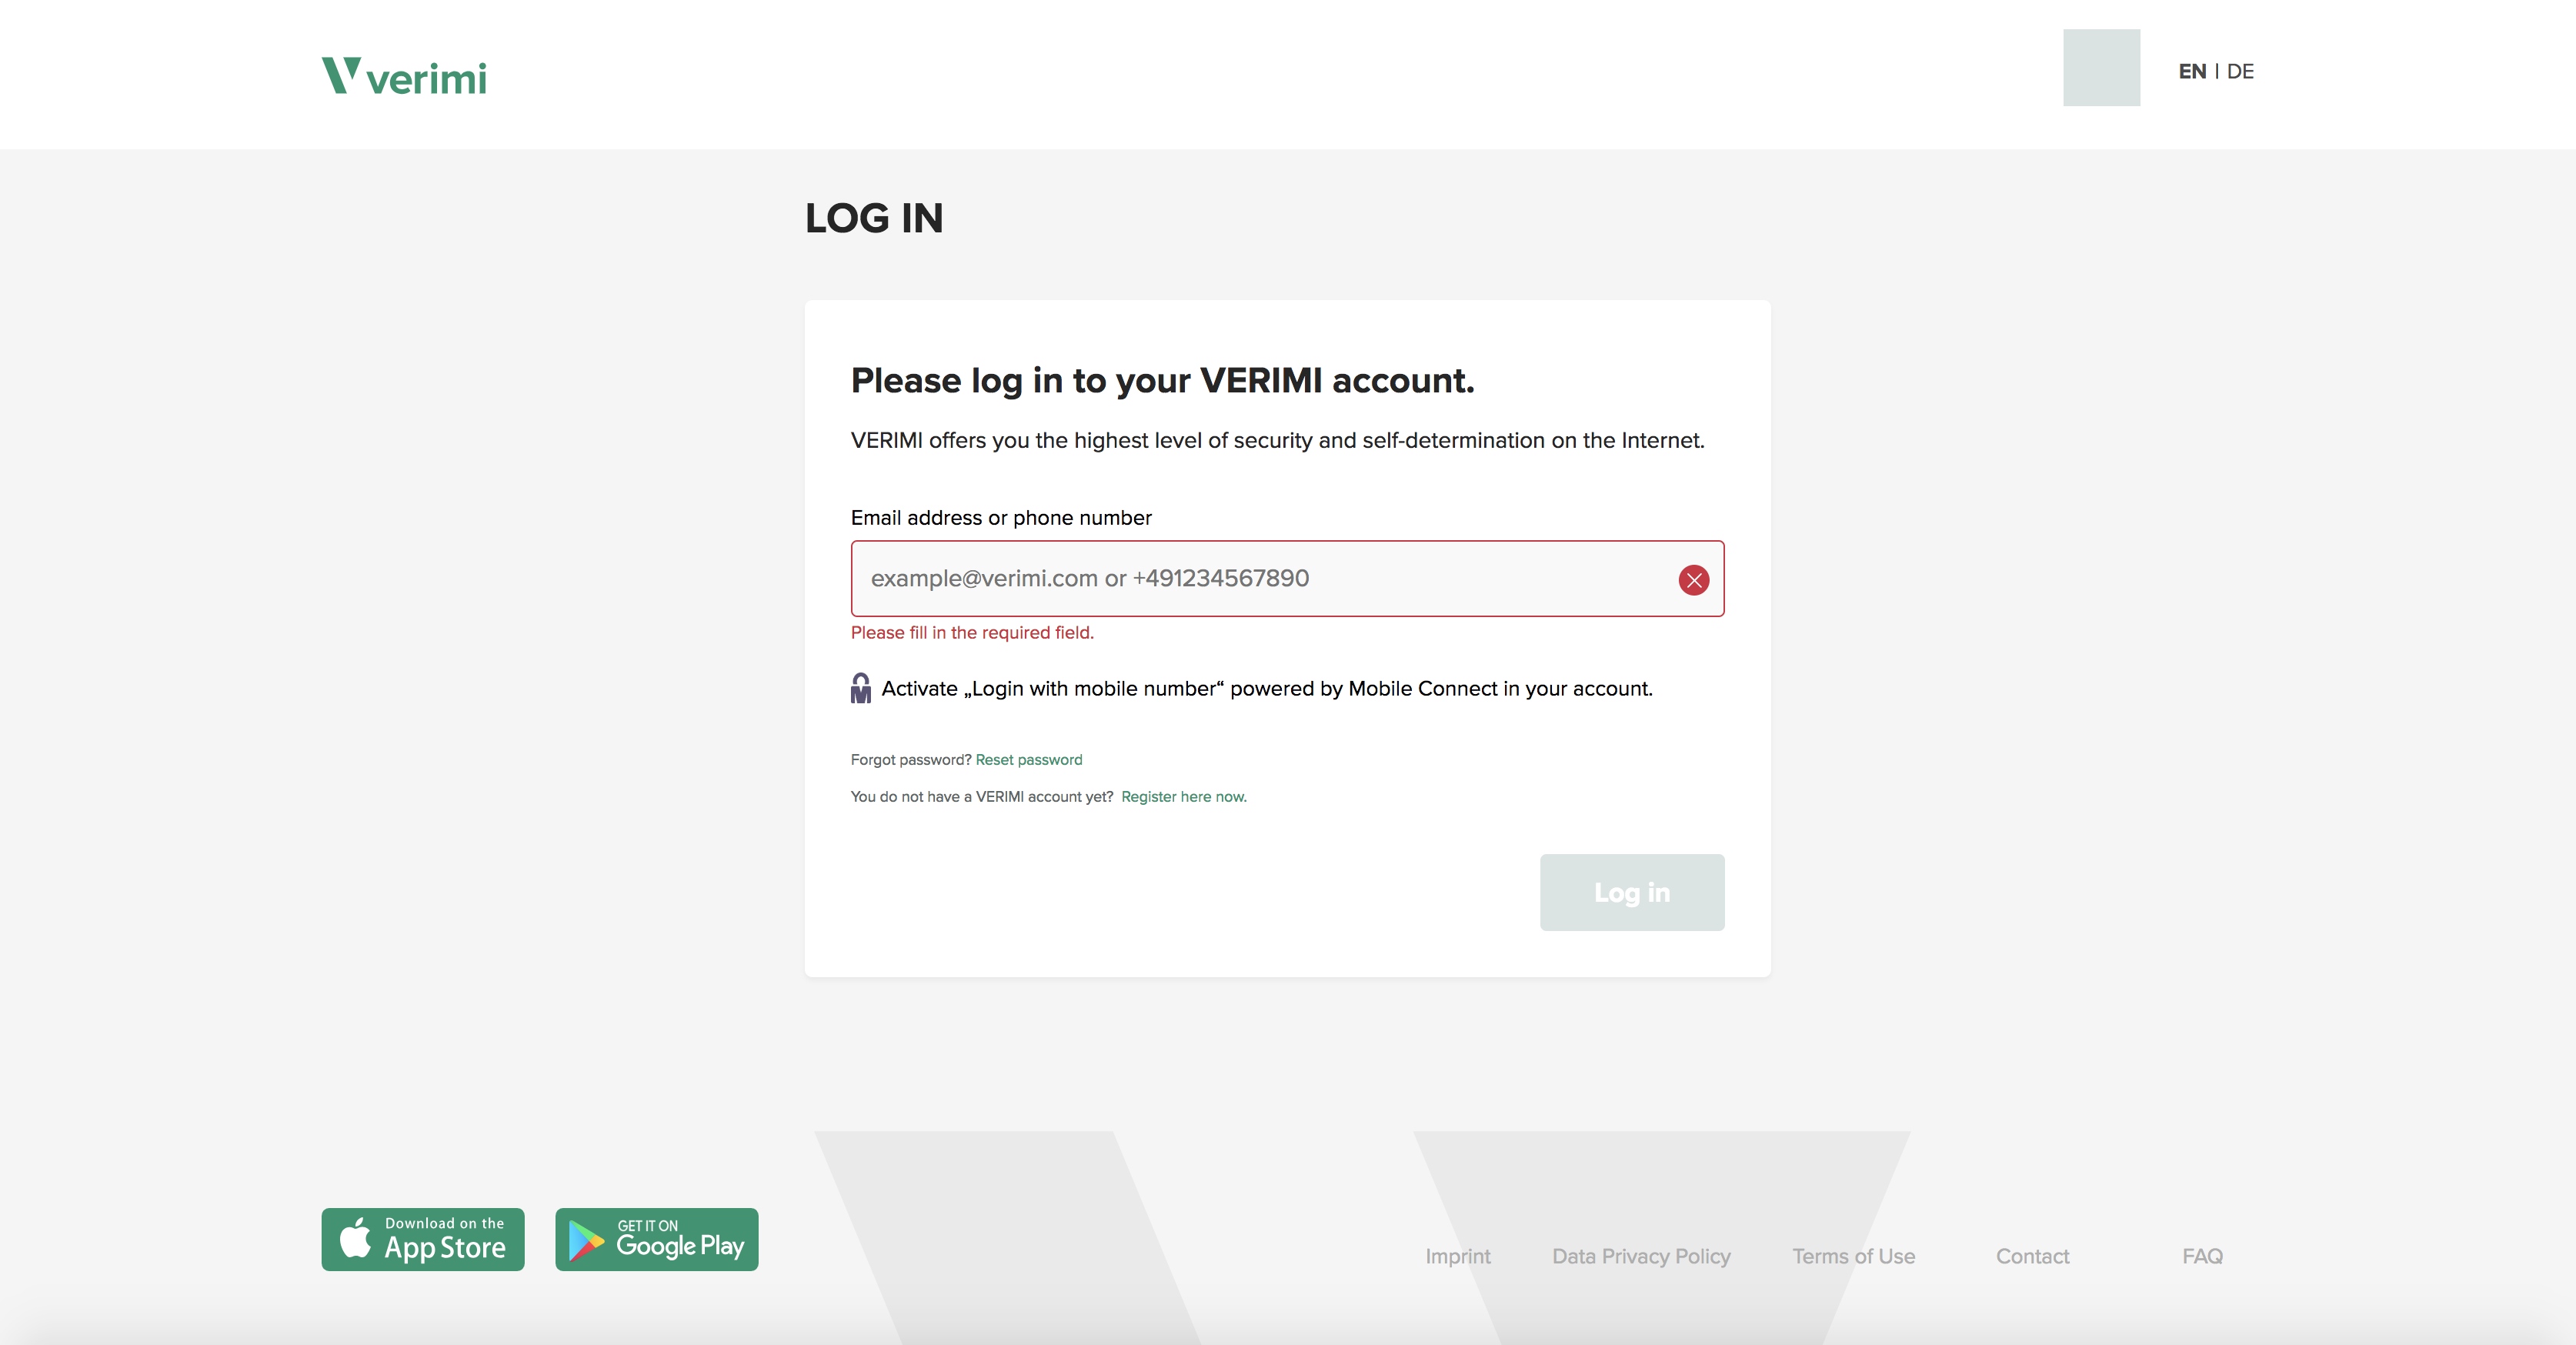 verimi
EN | DE
LOG IN
Please log in to your VERIMI account.
VERIMI offers you the highest level of security and self-determination on the Internet.
Email address or phone number
example@verimi.com or +491234567890
Please fill in the required field.
Activate „Login with mobile number“ powered by Mobile Connect in your account.
Forgot password? Reset password
You do not have a VERIMI account yet? Register here now.
Log in
Download on the
App Store
GET IT ON
Google Play
Imprint
Data Privacy Policy
Terms of Use
Contact
FAQ